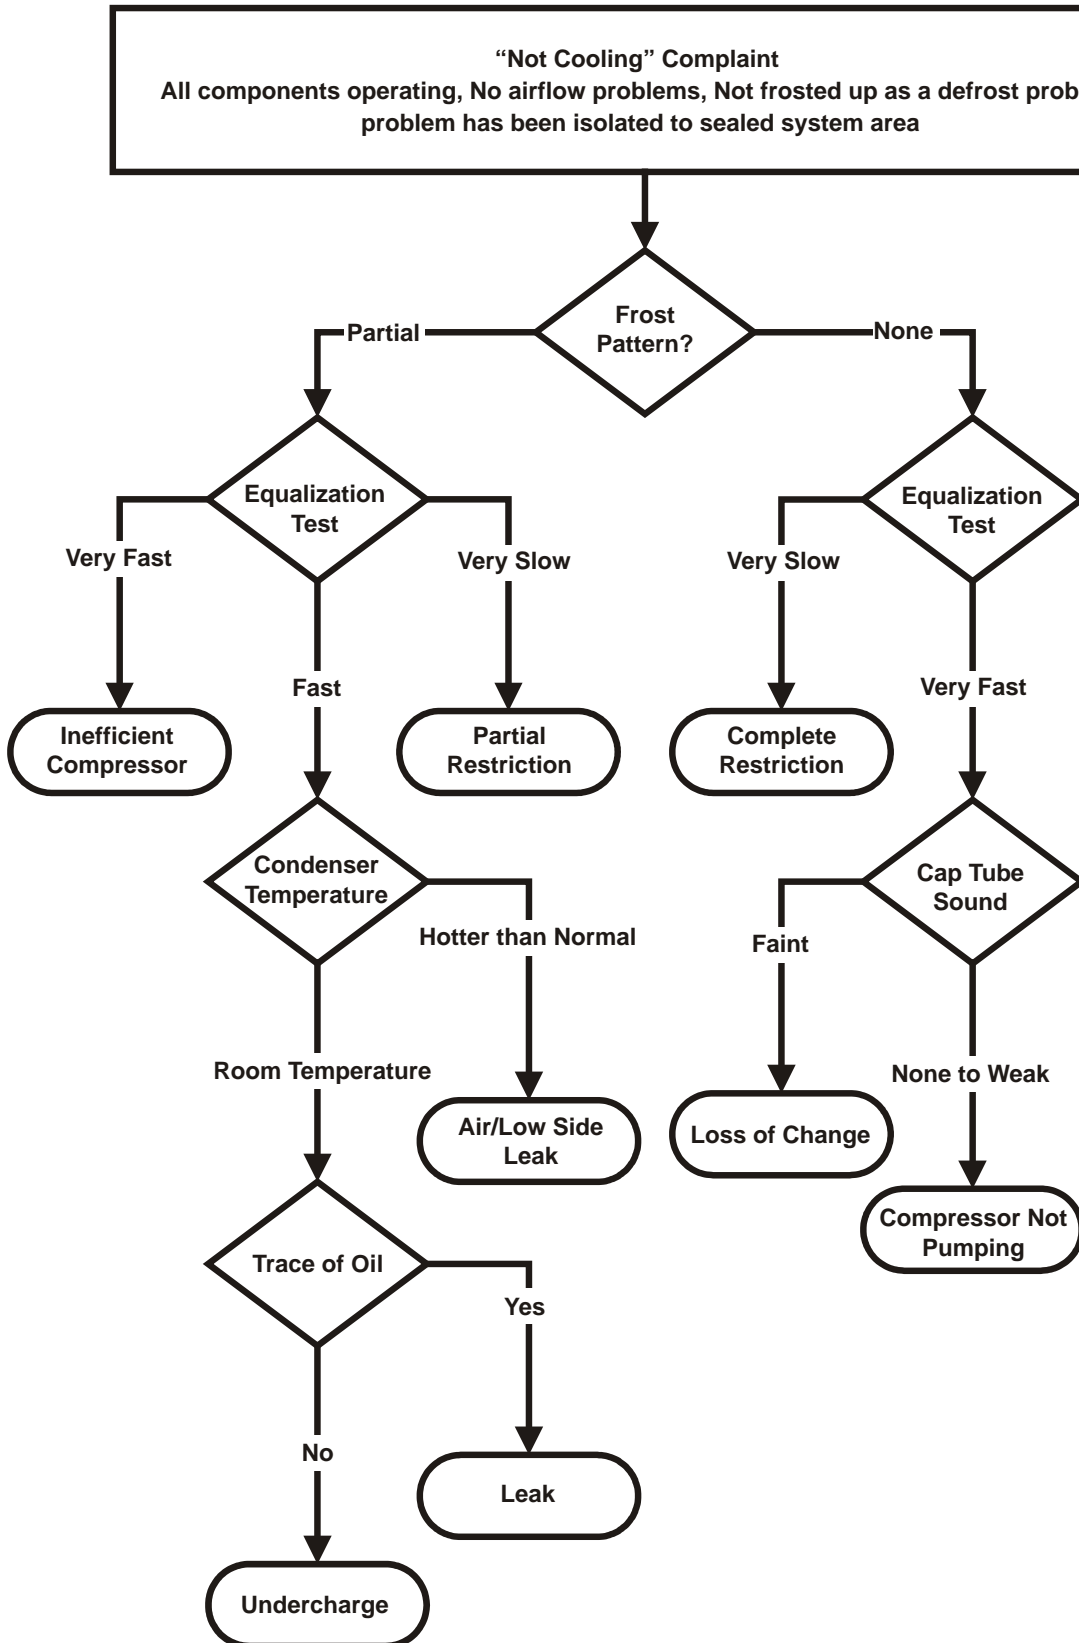 “Not Cooling” Complaint
All components operating, No airflow problems, Not frosted up as a defrost prob
problem has been isolated to sealed system area
Frost
Pattern?
Partial
None
Equalization
Test
Equalization
Test
Very Fast
Very Slow
Very Slow
Fast
Very Fast
Inefficient
Compressor
Partial
Restriction
Complete
Restriction
Condenser
Temperature
Cap Tube
Sound
Hotter than Normal
Faint
Room Temperature
None to Weak
Air/Low Side
Leak
Loss of Change
Compressor Not
Pumping
Trace of Oil
Yes
No
Leak
Undercharge